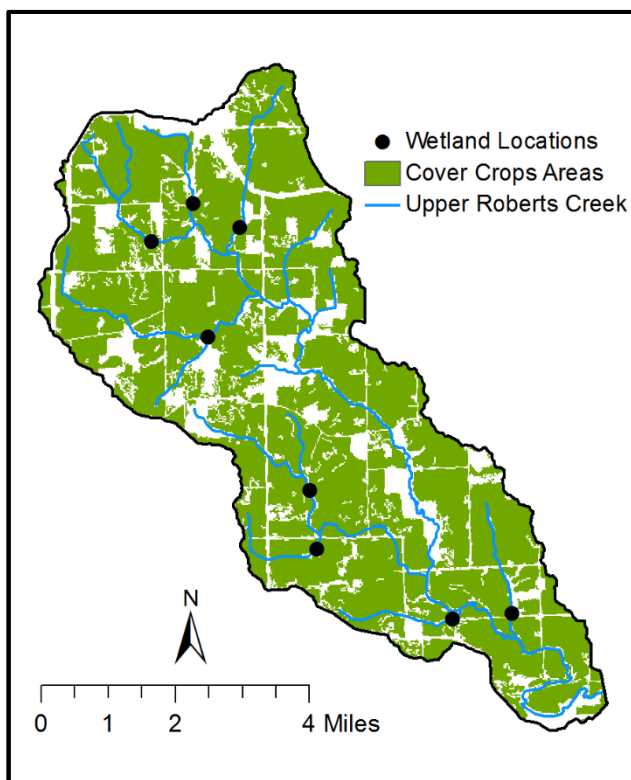 Wetland Locations
Cover Crops Areas
Upper Roberts Creek
N
0 1 2 4 Miles